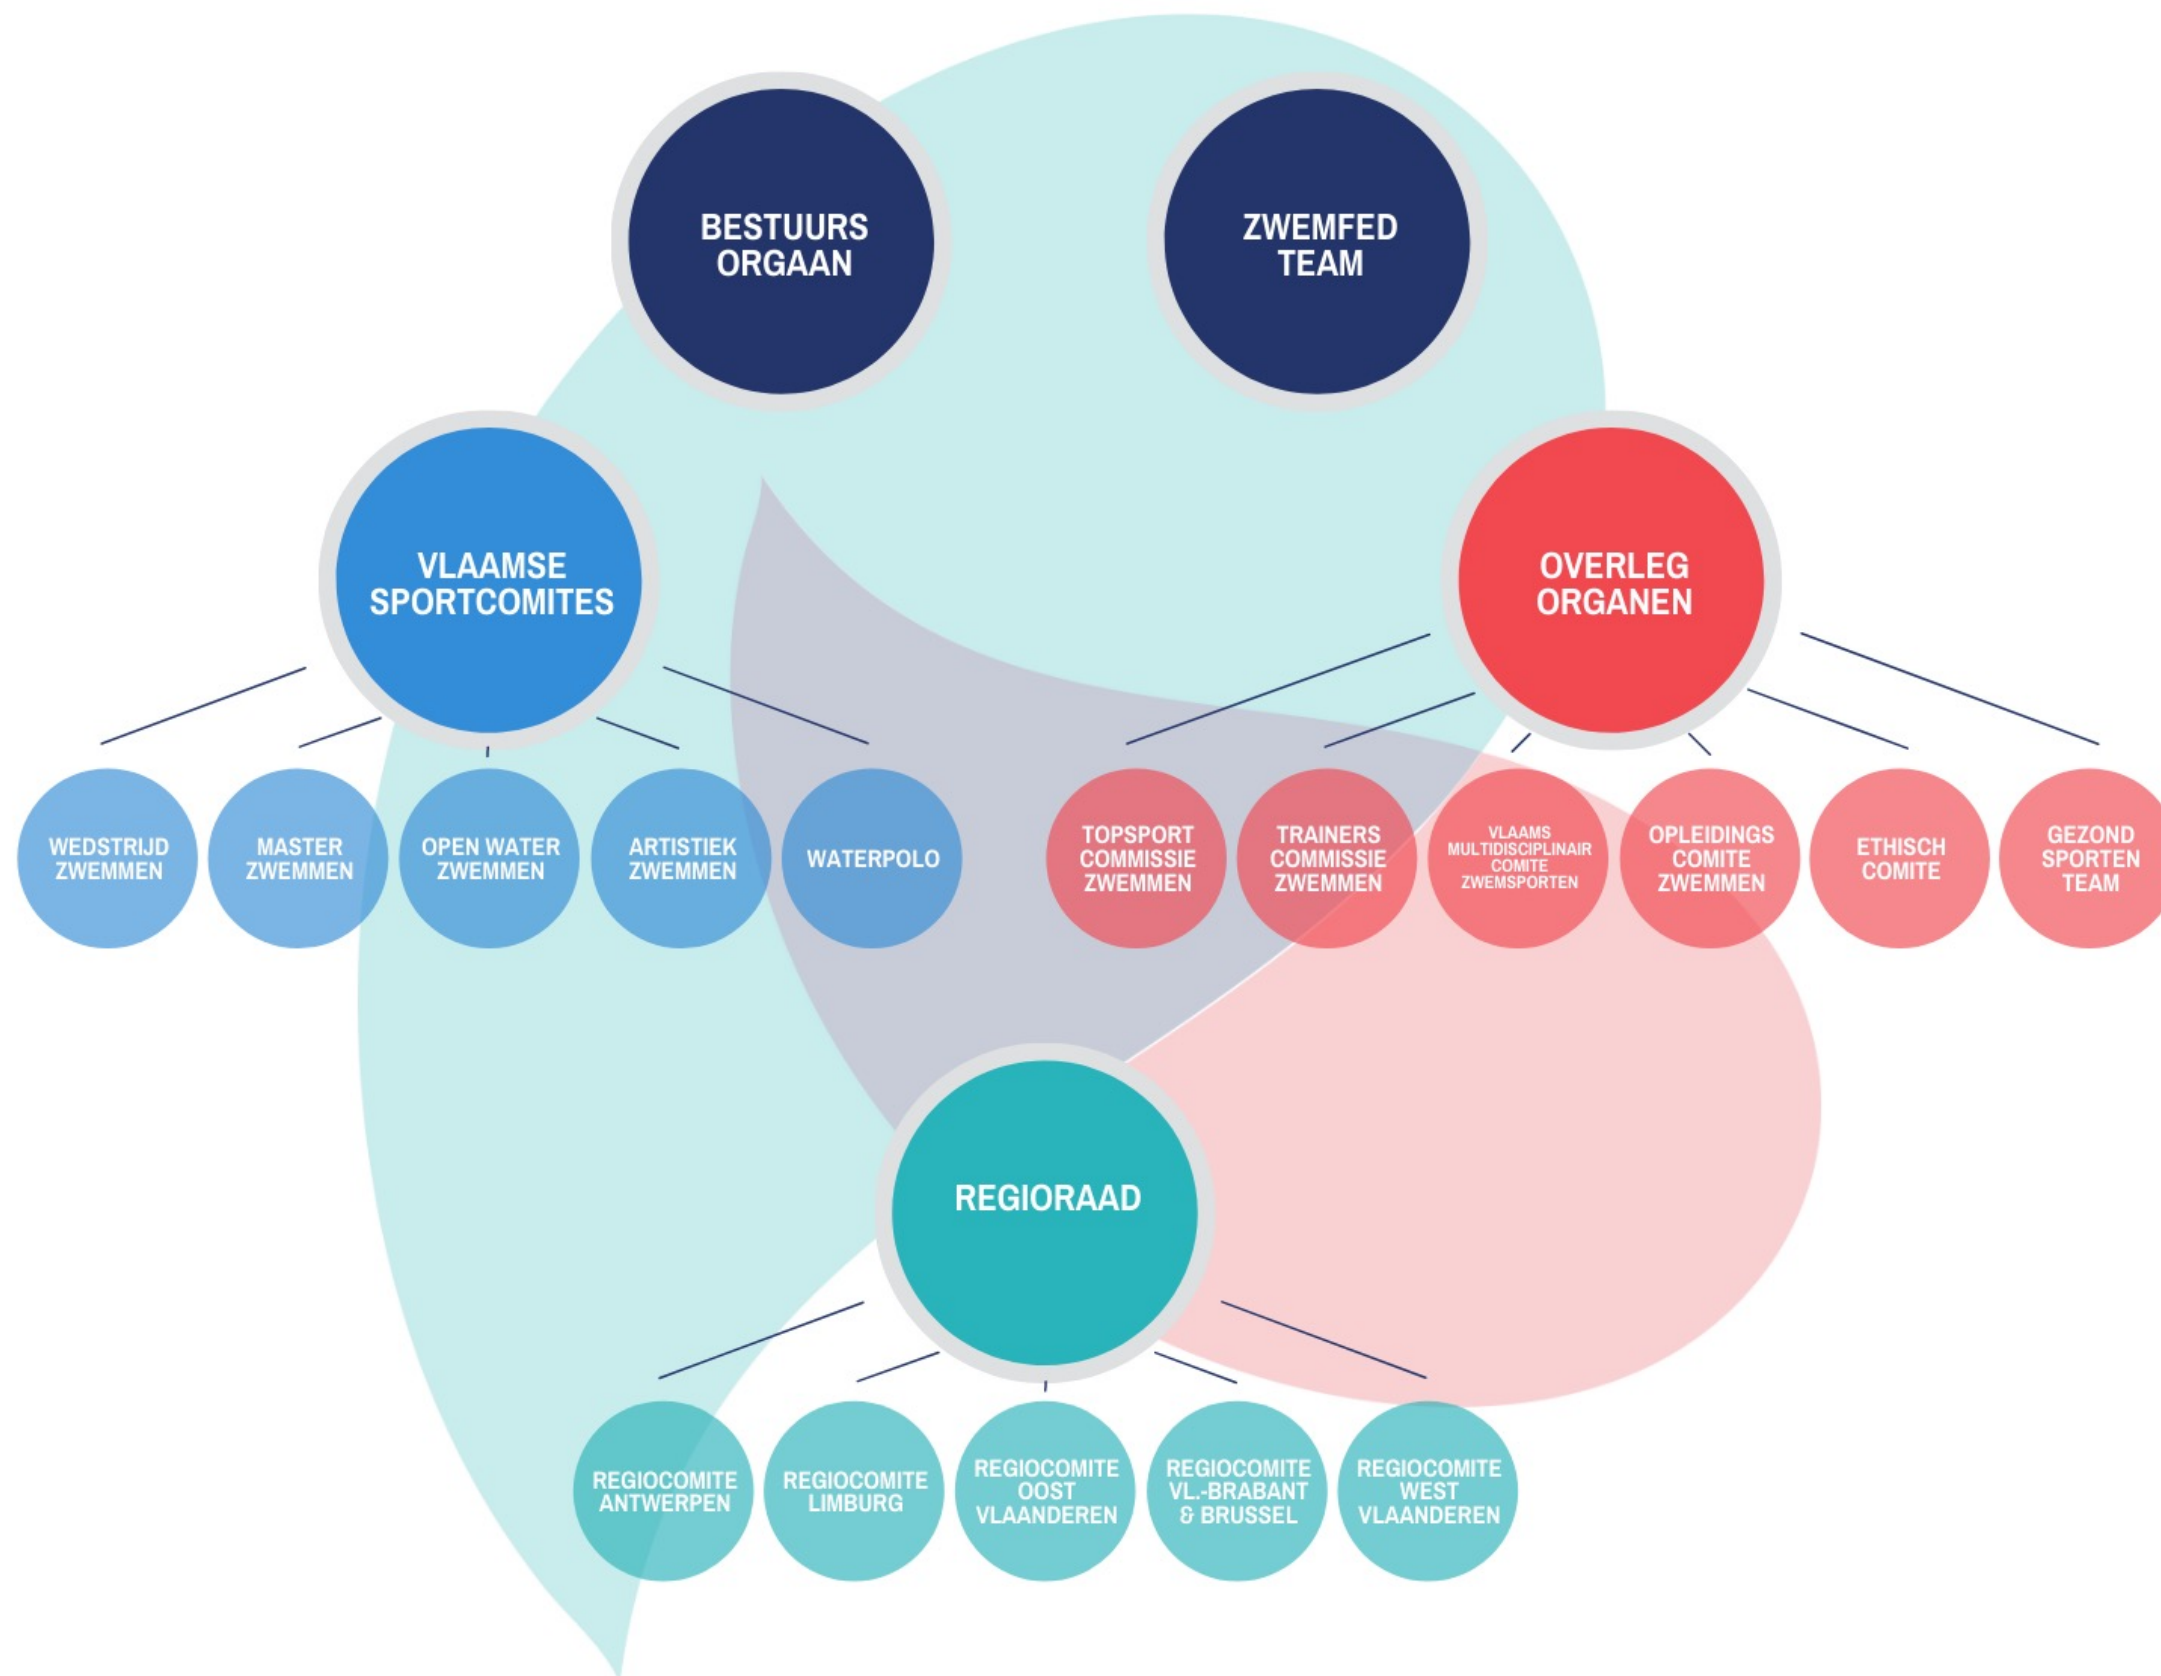 BESTUURS
ORGAAN
ZWEMFED
TEAM
VLAAMSE
SPORTCOMITES
OVERLEG
ORGANEN
WEDSTRIJD
ZWEMMEN
MASTER
ZWEMMEN
OPEN WATER
ZWEMMEN
ARTISTIEK
ZWEMMEN
WATERPOLO
TOPSPORT
COMMISSIE
ZWEMMEN
TRAINERS
COMMISSIE
ZWEMMEN
VLAAMS
MULTIDISCIPLINAIR
COMITE
ZWEMSPORTEN
OPLEIDINGS
COMITE
ZWEMMEN
ETHISCH
COMITE
GEZOND
SPORTEN
TEAM
REGIORAAD
REGIOCOMITE
ANTWERPEN
REGIOCOMITE
LIMBURG
REGIOCOMITE
OOST
VLAANDEREN
REGIOCOMITE
VL.-BRABANT
& BRUSSEL
REGIOCOMITE
WEST
VLAANDEREN